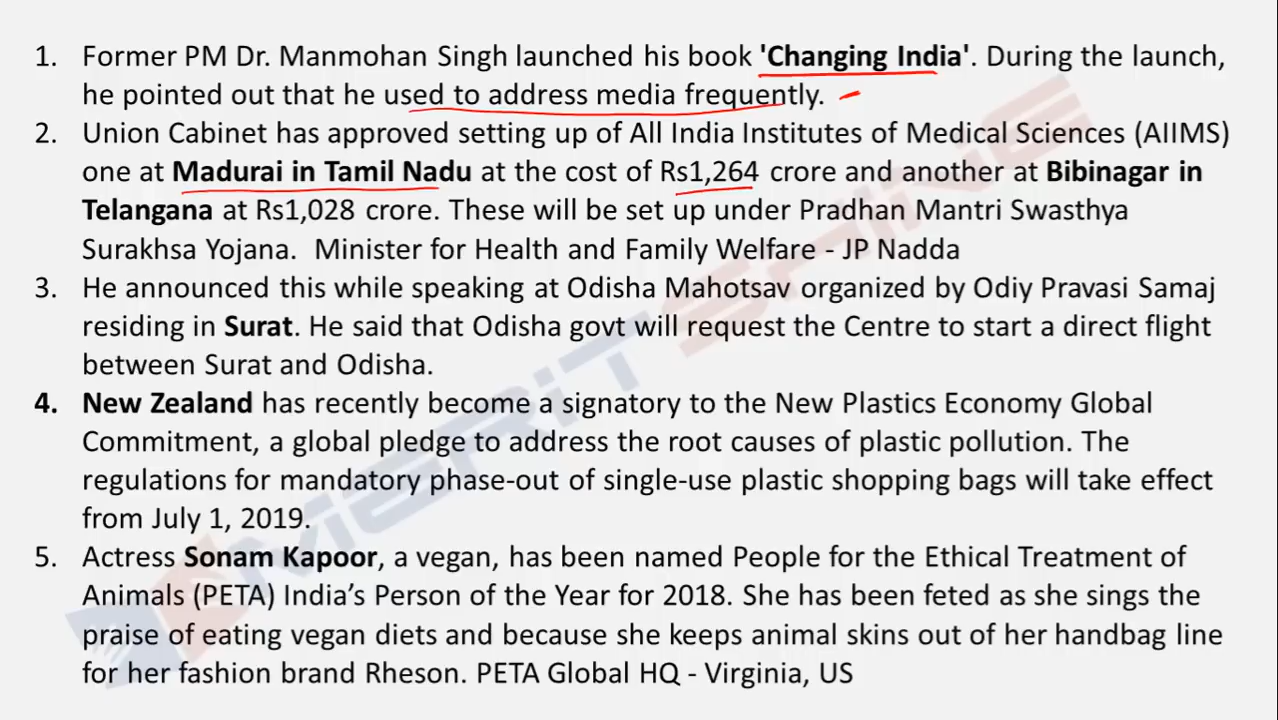 1. Former PM Dr. Manmohan Singh launched his book 'Changing India'. During the launch,
he pointed out that he used to address media frequently.
2. Union Cabinet has approved setting up of All India Institutes of Medical Sciences (AIIMS)
one at Madurai in Tamil Nadu at the cost of Rs1,264 crore and another at Bibinagar in
Telangana at Rs1,028 crore. These will be set up under Pradhan Mantri Swasthya
Surakhsa Yojana. Minister for Health and Family Welfare - JP Nadda
3. He announced this while speaking at Odisha Mahotsav organized by Odiy Pravasi Samaj
residing in Surat. He said that Odisha govt will request the Centre to start a direct flight
between Surat and Odisha.
4. New Zealand has recently become a signatory to the New Plastics Economy Global
Commitment, a global pledge to address the root causes of plastic pollution. The
regulations for mandatory phase-out of single-use plastic shopping bags will take effect
from July 1, 2019.
5. Actress Sonam Kapoor, a vegan, has been named People for the Ethical Treatment of
Animals (PETA) India’s Person of the Year for 2018. She has been feted as she sings the
praise of eating vegan diets and because she keeps animal skins out of her handbag line
for her fashion brand Rheson. PETA Global HQ - Virginia, US
MERiT SHiNE